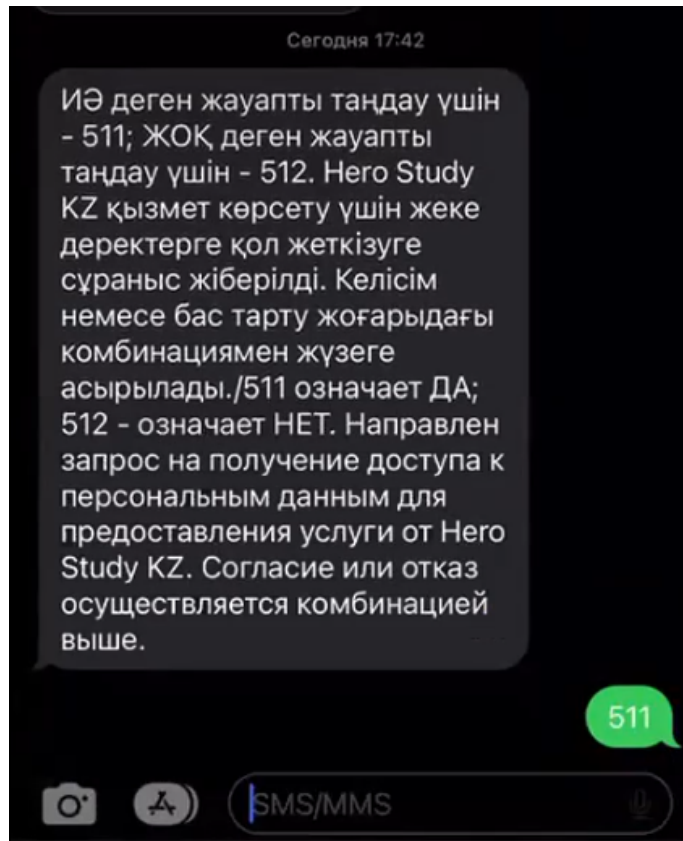 Сегодня 17:42
ИӘ деген жауапты таңдау үшін
- 511; ЖОҚ деген жауапты
таңдау үшін - 512. Hero Study
KZ қызмет көрсету үшін жеке
деректерге қол жеткізуге
сұраныс жіберілді. Келісім
немесе бас тарту жоғарыдағы
комбинациямен жүзеге
асырылады./511 означает ДА;
512 - означает НЕТ. Направлен
запрос на получение доступа к
персональным данным для
предоставления услуги от Hero
Study KZ. Согласие или отказ
осуществляется комбинацией
выше.
511
SMS/MMS